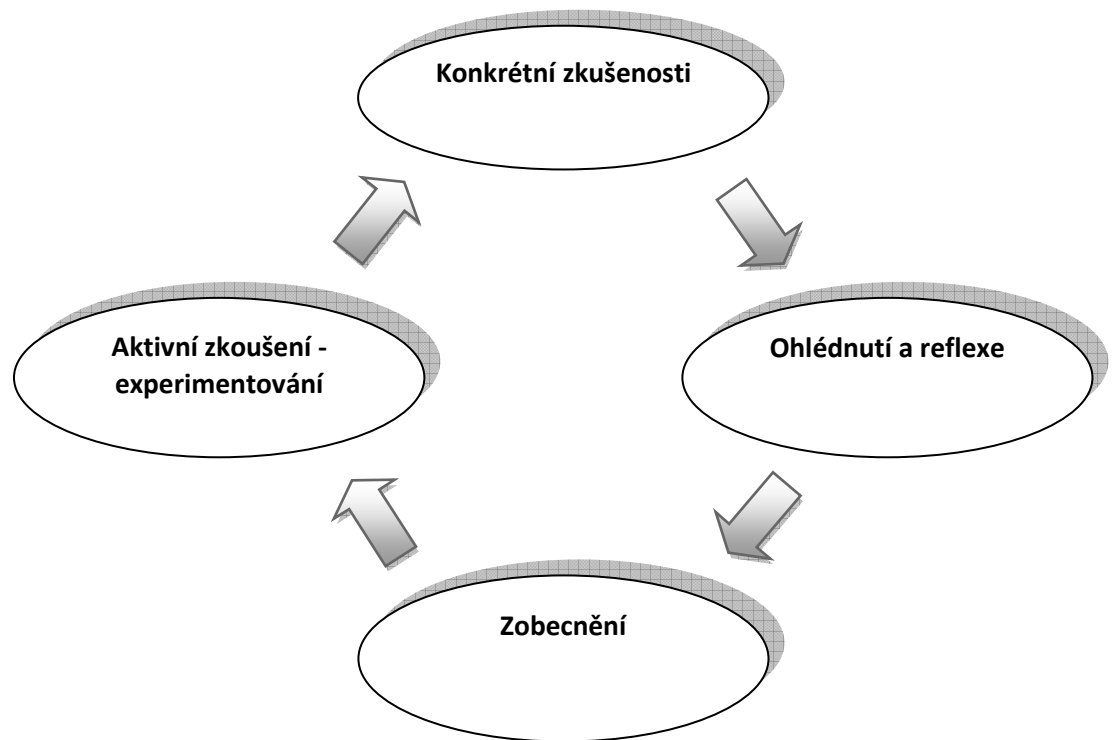 Konkrétní zkušenosti
Aktivní zkoušení -
experimentování
Ohlédnutí a reflexe
Zobecnění